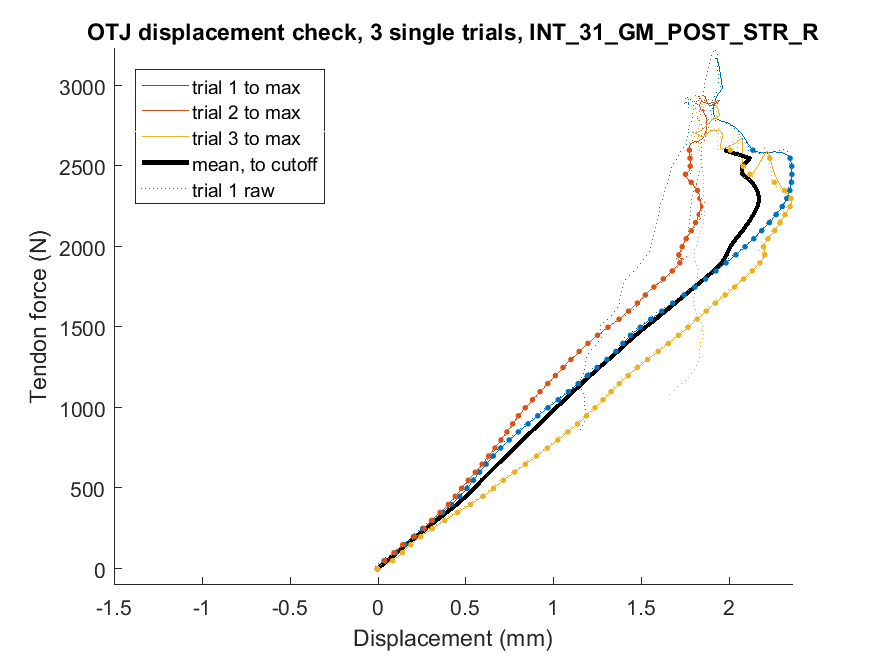 OTJ displacement check, 3 single trials, INT_31_GM_POST_STR_R
trial 1 to max
trial 2 to max
trial 3 to max
mean, to cutoff
trial 1 raw
Tendon force (N)
3000
2500
2000
1500
1000
500
0
-1.5 -1 -0.5 0 0.5 1 1.5 2
Displacement (mm)